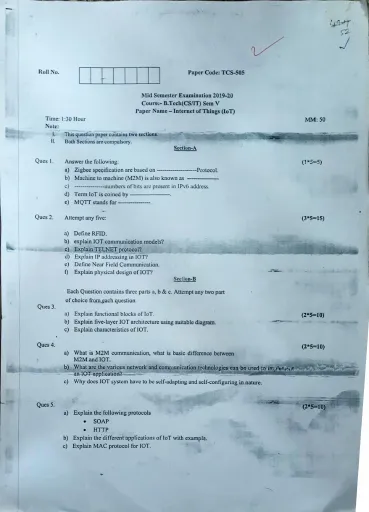 Roll No.
Paper Code: TCS-505
Mid Semester Examination 2019-20
Course:- B.Tech(CS/IT) Sem V
Paper Name – Internet of Things (IoT)
Time: 1:30 Hour
MM: 50
Note:
I. This question paper contains two sections.
II. Both Sections are compulsory.
Section-A
Ques 1. Answer the following. (1*5=5)
a) Zigbee specification are based on --------------------Protocol.
b) Machine to machine (M2M) is also known as ----------------
c) ---------------numbers of bits are present in IPv6 address.
d) Term IoT is coined by --------------------
e) MQTT stands for ----------------
Ques 2. Attempt any five: (3*5=15)
a) Define RFID.
b) explain IOT communication models?
c) Explain TELNET protocol?
d) Explain IP addressing in IOT?
e) Define Near Field Communication.
f) Explain physical design of IOT?
Section-B
Each Question contains three parts a, b & c. Attempt any two part
of choice from each question
Ques 3. (2*5=10)
a) Explain functional blocks of IoT.
b) Explain five-layer IOT architecture using suitable diagram.
c) Explain characteristics of IOT.
Ques 4. (2*5=10)
a) What is M2M communication, what is basic difference between
M2M and IOT.
b) What are the various network and communication technologies can be used to
an IOT application?
c) Why does IOT system have to be self-adapting and self-configuring in nature.
Ques 5. (2*5=10)
a) Explain the following protocols
• SOAP
• HTTP
b) Explain the different applications of IoT with example.
c) Explain MAC protocol for IOT.